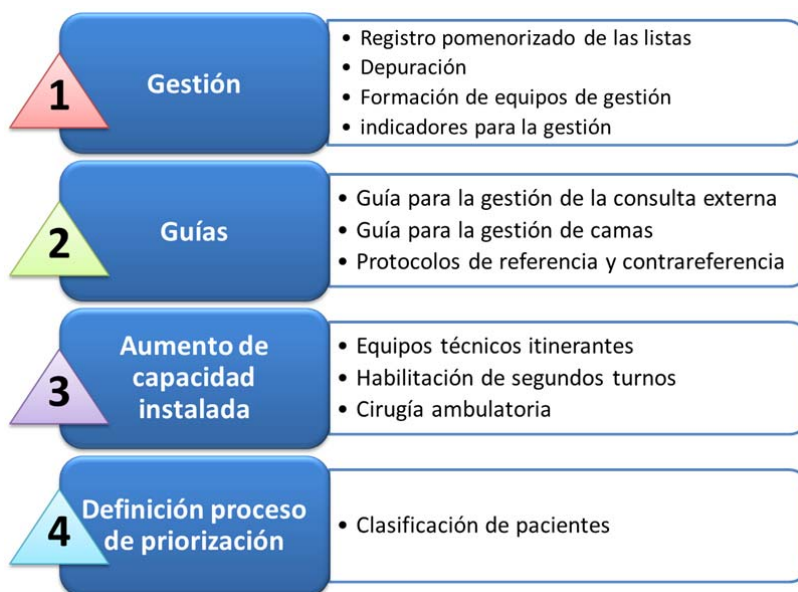 1
Gestión
• Registro pomenorizado de las listas
• Depuración
• Formación de equipos de gestión
• indicadores para la gestión
2
Guías
• Guía para la gestión de la consulta externa
• Guía para la gestión de camas
• Protocolos de referencia y contrareferencia
3
Aumento de
capacidad
instalada
• Equipos técnicos itinerantes
• Habilitación de segundos turnos
• Cirugía ambulatoria
4
Definición proceso
de priorización
• Clasificación de pacientes